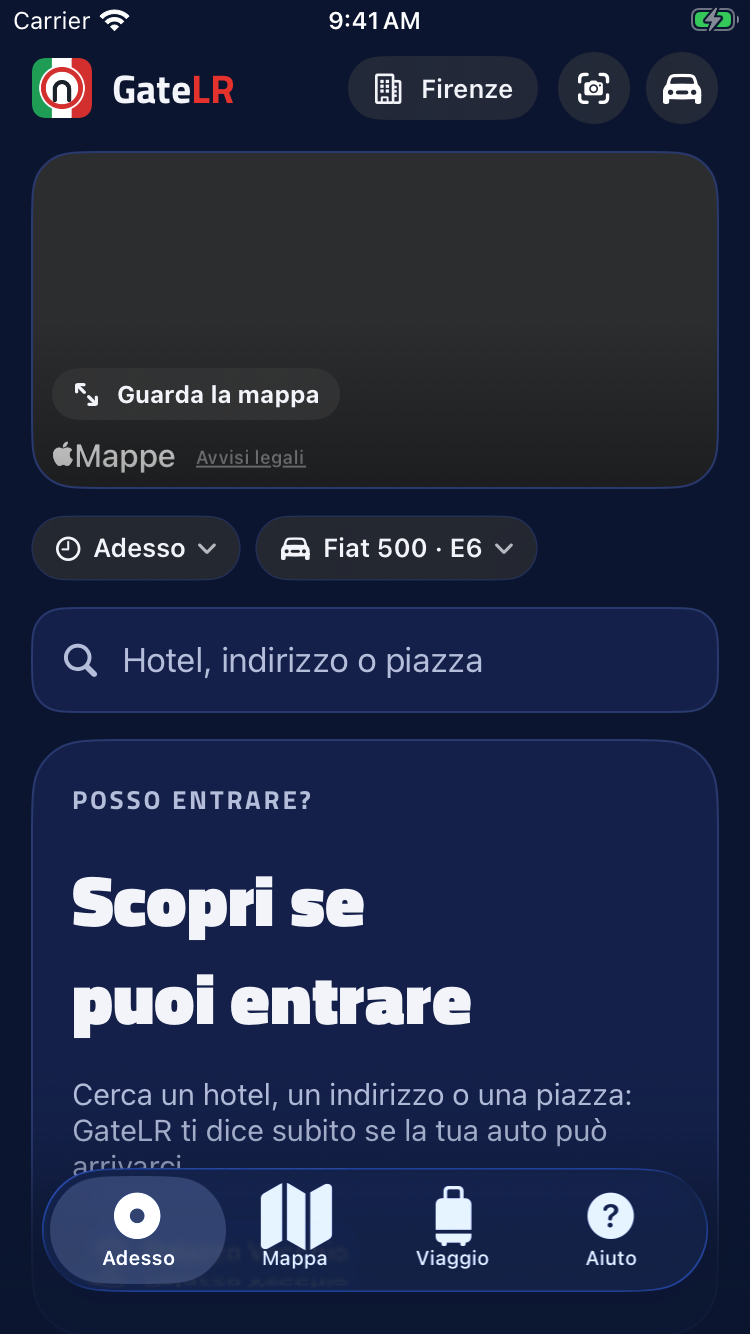 Carrier
9:41 AM
GateLR
Firenze
Guarda la mappa
Mappe
Avvisi legali
Adesso
Fiat 500 · E6
Hotel, indirizzo o piazza
POSSO ENTRARE?
Scopri se
puoi entrare
Cerca un hotel, un indirizzo o una piazza:
GateLR ti dice subito se la tua auto può
arrivarci.
Adesso
Mappa
Viaggio
? Aiuto